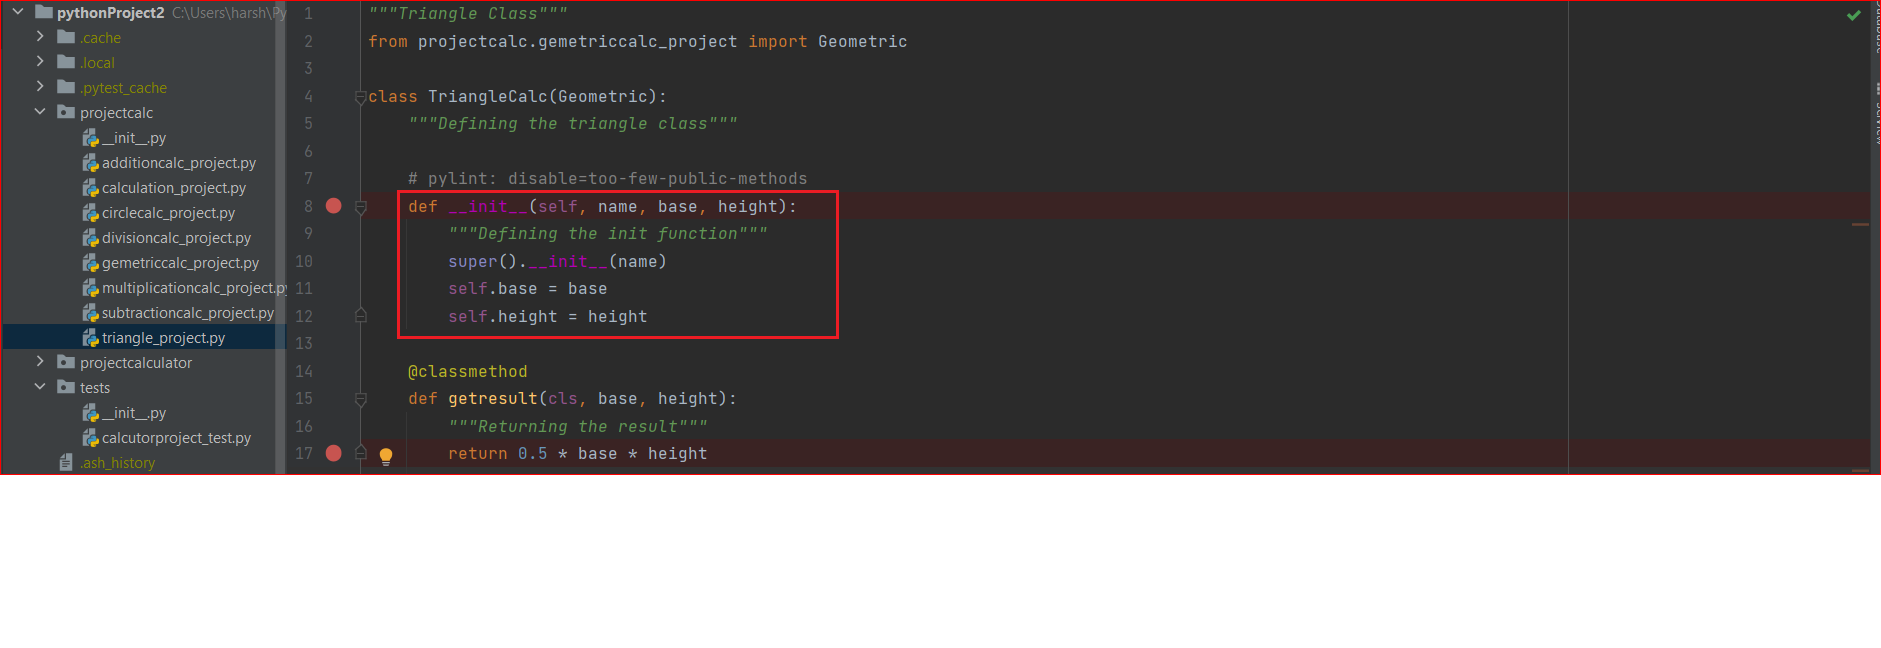 pythonProject2 C:\Users\harsh\Py
.cache
.local
.pytest_cache
projectcalc
__init__.py
additioncalc_project.py
calculation_project.py
circlecalc_project.py
divisioncalc_project.py
gemetriccalc_project.py
multiplicationcalc_project.py
subtractioncalc_project.py
triangle_project.py
projectcalculator
tests
__init__.py
calcutorproject_test.py
.ash_history
1 """Triangle Class"""
2 from projectcalc.gemetriccalc_project import Geometric
3
4 class TriangleCalc(Geometric):
5 """Defining the triangle class"""
6
7 # pylint: disable=too-few-public-methods
8 def __init__(self, name, base, height):
9 """Defining the init function"""
10 super().__init__(name)
11 self.base = base
12 self.height = height
13
14 @classmethod
15 def getresult(cls, base, height):
16 """Returning the result"""
17 return 0.5 * base * height